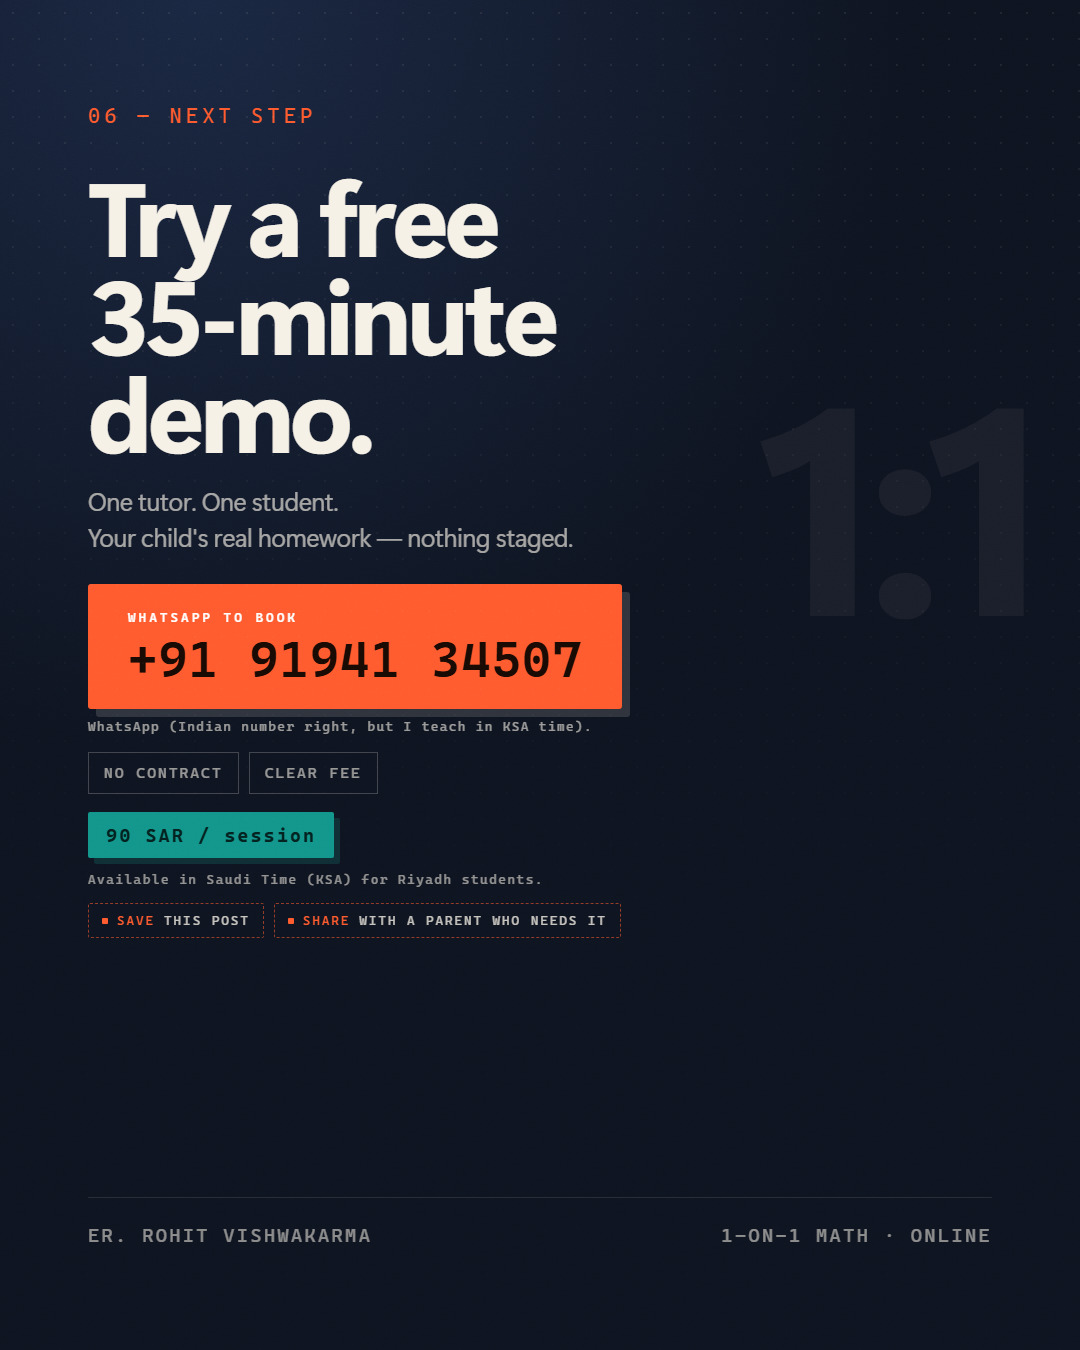 06 — NEXT STEP
Try a free
35-minute
demo.
One tutor. One student.
Your child's real homework — nothing staged.
1:1
WHATSAPP TO BOOK
+91 91941 34507
WhatsApp (Indian number right, but I teach in KSA time).
NO CONTRACT
CLEAR FEE
90 SAR / session
Available in Saudi Time (KSA) for Riyadh students.
SAVE THIS POST
SHARE WITH A PARENT WHO NEEDS IT
ER. ROHIT VISHWAKARMA
1-ON-1 MATH · ONLINE